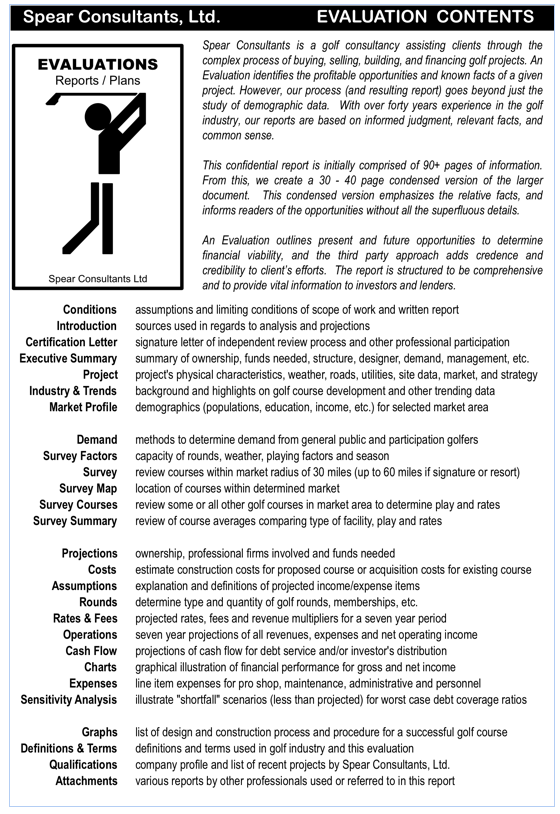 Spear Consultants, Ltd. EVALUATION CONTENTS
EVALUATIONS
Reports / Plans
Spear Consultants Ltd
Spear Consultants is a golf consultancy assisting clients through the
complex process of buying, selling, building, and financing golf projects. An
Evaluation identifies the profitable opportunities and known facts of a given
project. However, our process (and resulting report) goes beyond just the
study of demographic data. With over forty years experience in the golf
industry, our reports are based on informed judgment, relevant facts, and
common sense.
This confidential report is initially comprised of 90+ pages of information.
From this, we create a 30 - 40 page condensed version of the larger
document. This condensed version emphasizes the relative facts, and
informs readers of the opportunities without all the superfluous details.
An Evaluation outlines present and future opportunities to determine
financial viability, and the third party approach adds credence and
credibility to client's efforts. The report is structured to be comprehensive
and to provide vital information to investors and lenders.
Conditions assumptions and limiting conditions of scope of work and written report
Introduction sources used in regards to analysis and projections
Certification Letter signature letter of independent review process and other professional participation
Executive Summary summary of ownership, funds needed, structure, designer, demand, management, etc.
Project project's physical characteristics, weather, roads, utilities, site data, market, and strategy
Industry & Trends background and highlights on golf course development and other trending data
Market Profile demographics (populations, education, income, etc.) for selected market area
Demand methods to determine demand from general public and participation golfers
Survey Factors capacity of rounds, weather, playing factors and season
Survey review courses within market radius of 30 miles (up to 60 miles if signature or resort)
Survey Map location of courses within determined market
Survey Courses review some or all other golf courses in market area to determine play and rates
Survey Summary review of course averages comparing type of facility, play and rates
Projections ownership, professional firms involved and funds needed
Costs estimate construction costs for proposed course or acquisition costs for existing course
Assumptions explanation and definitions of projected income/expense items
Rounds determine type and quantity of golf rounds, memberships, etc.
Rates & Fees projected rates, fees and revenue multipliers for a seven year period
Operations seven year projections of all revenues, expenses and net operating income
Cash Flow projections of cash flow for debt service and/or investor's distribution
Charts graphical illustration of financial performance for gross and net income
Expenses line item expenses for pro shop, maintenance, administrative and personnel
Sensitivity Analysis illustrate "shortfall" scenarios (less than projected) for worst case debt coverage ratios
Graphs list of design and construction process and procedure for a successful golf course
Definitions & Terms definitions and terms used in golf industry and this evaluation
Qualifications company profile and list of recent projects by Spear Consultants, Ltd.
Attachments various reports by other professionals used or referred to in this report